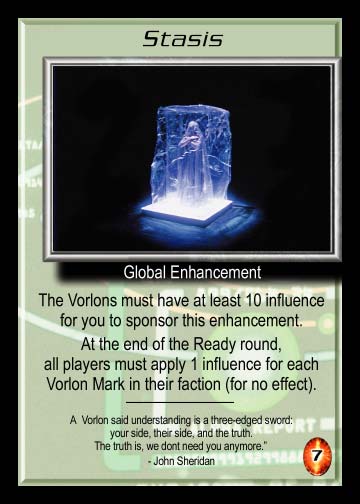 Stasis
Global Enhancement
The Vorlons must have at least 10 influence
for you to sponsor this enhancement.
At the end of the Ready round,
all players must apply 1 influence for each
Vorlon Mark in their faction (for no effect).
A Vorlon said understanding is a three-edged sword:
your side, their side, and the truth.
The truth is, we dont need you anymore."
- John Sheridan
7